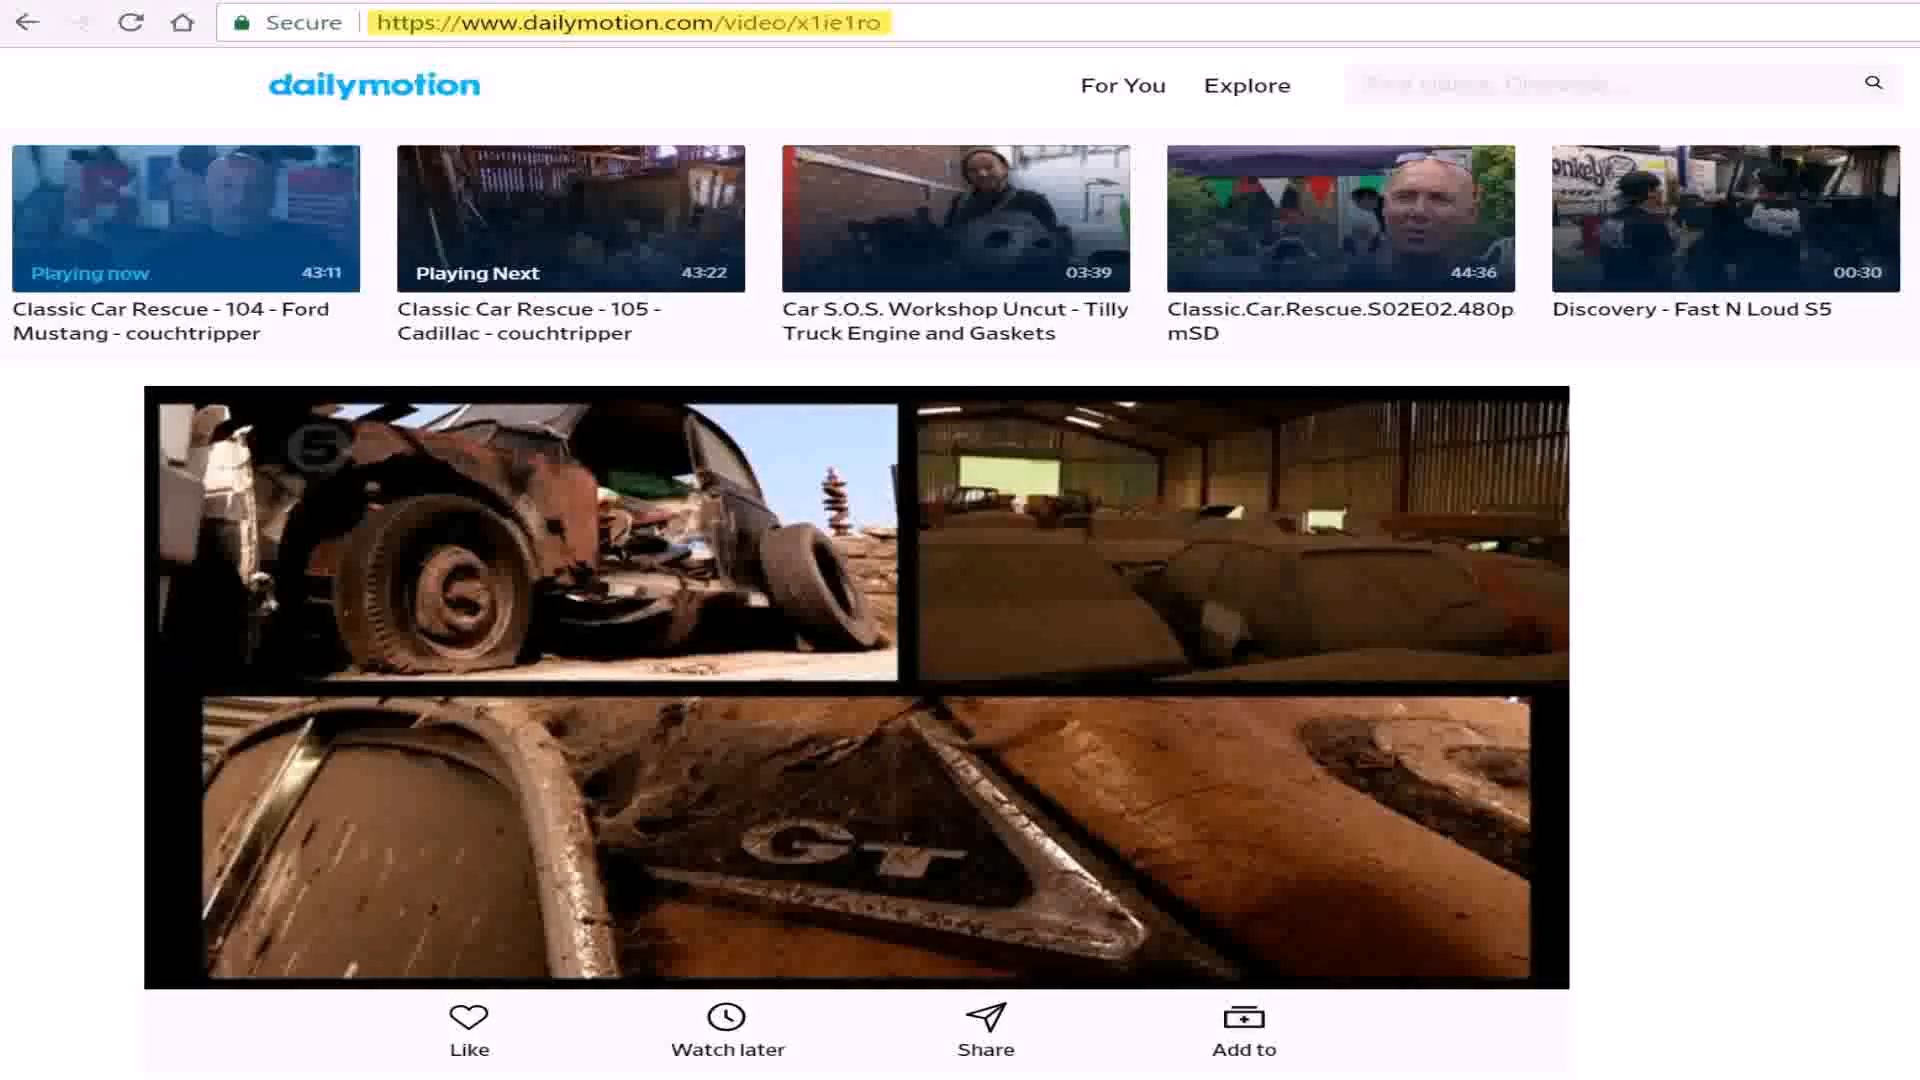 Secure
https://www.dailymotion.com/video/x1ie1ro
dailymotion
For You
Explore
Playing now
43:11
Playing Next
43:22
03:39
44:36
onkey
00:30
Classic Car Rescue - 104 - Ford
Mustang - couchtripper
Classic Car Rescue - 105 -
Cadillac - couchtripper
Car S.O.S. Workshop Uncut - Tilly
Truck Engine and Gaskets
Classic.Car.Rescue.S02E02.480p
mSD
Discovery - Fast N Loud S5
5
GT
Like
Watch later
Share
Add to